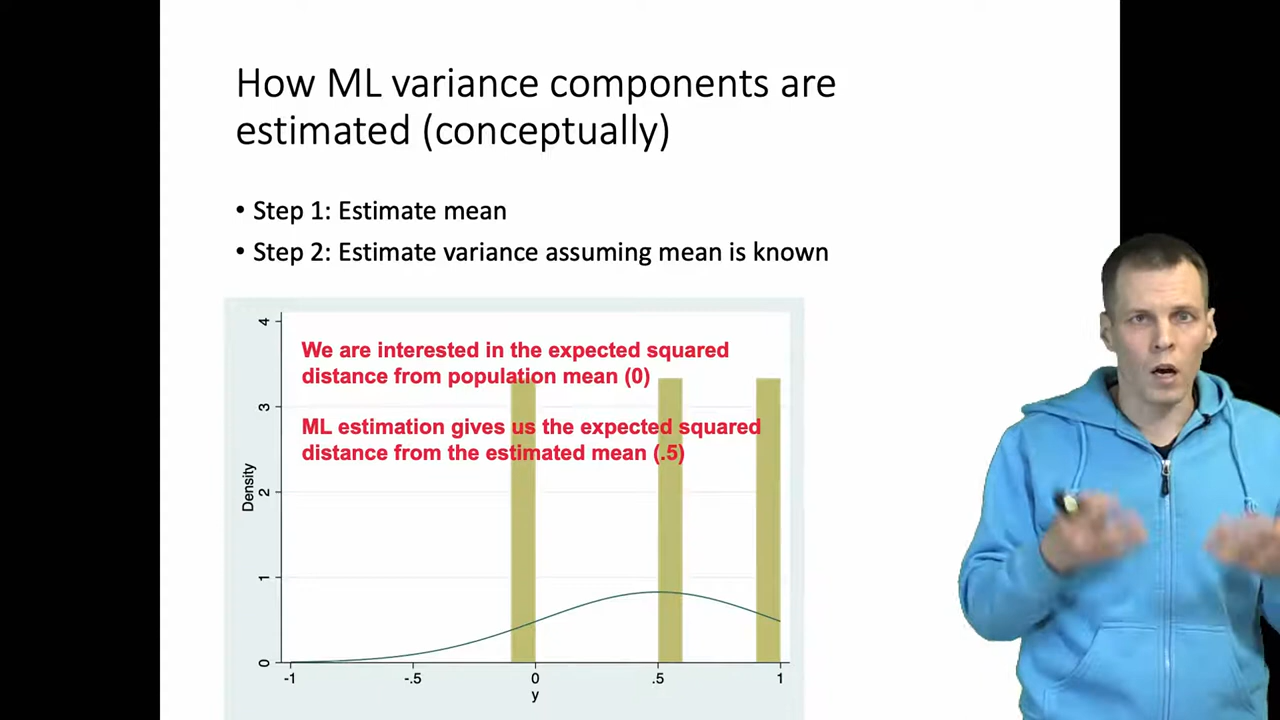 How ML variance components are
estimated (conceptually)
• Step 1: Estimate mean
• Step 2: Estimate variance assuming mean is known
We are interested in the expected squared
distance from population mean (0)
ML estimation gives us the expected squared
distance from the estimated mean (.5)
Density
4
3
2
1
0
-1 -.5 0 .5 1
y